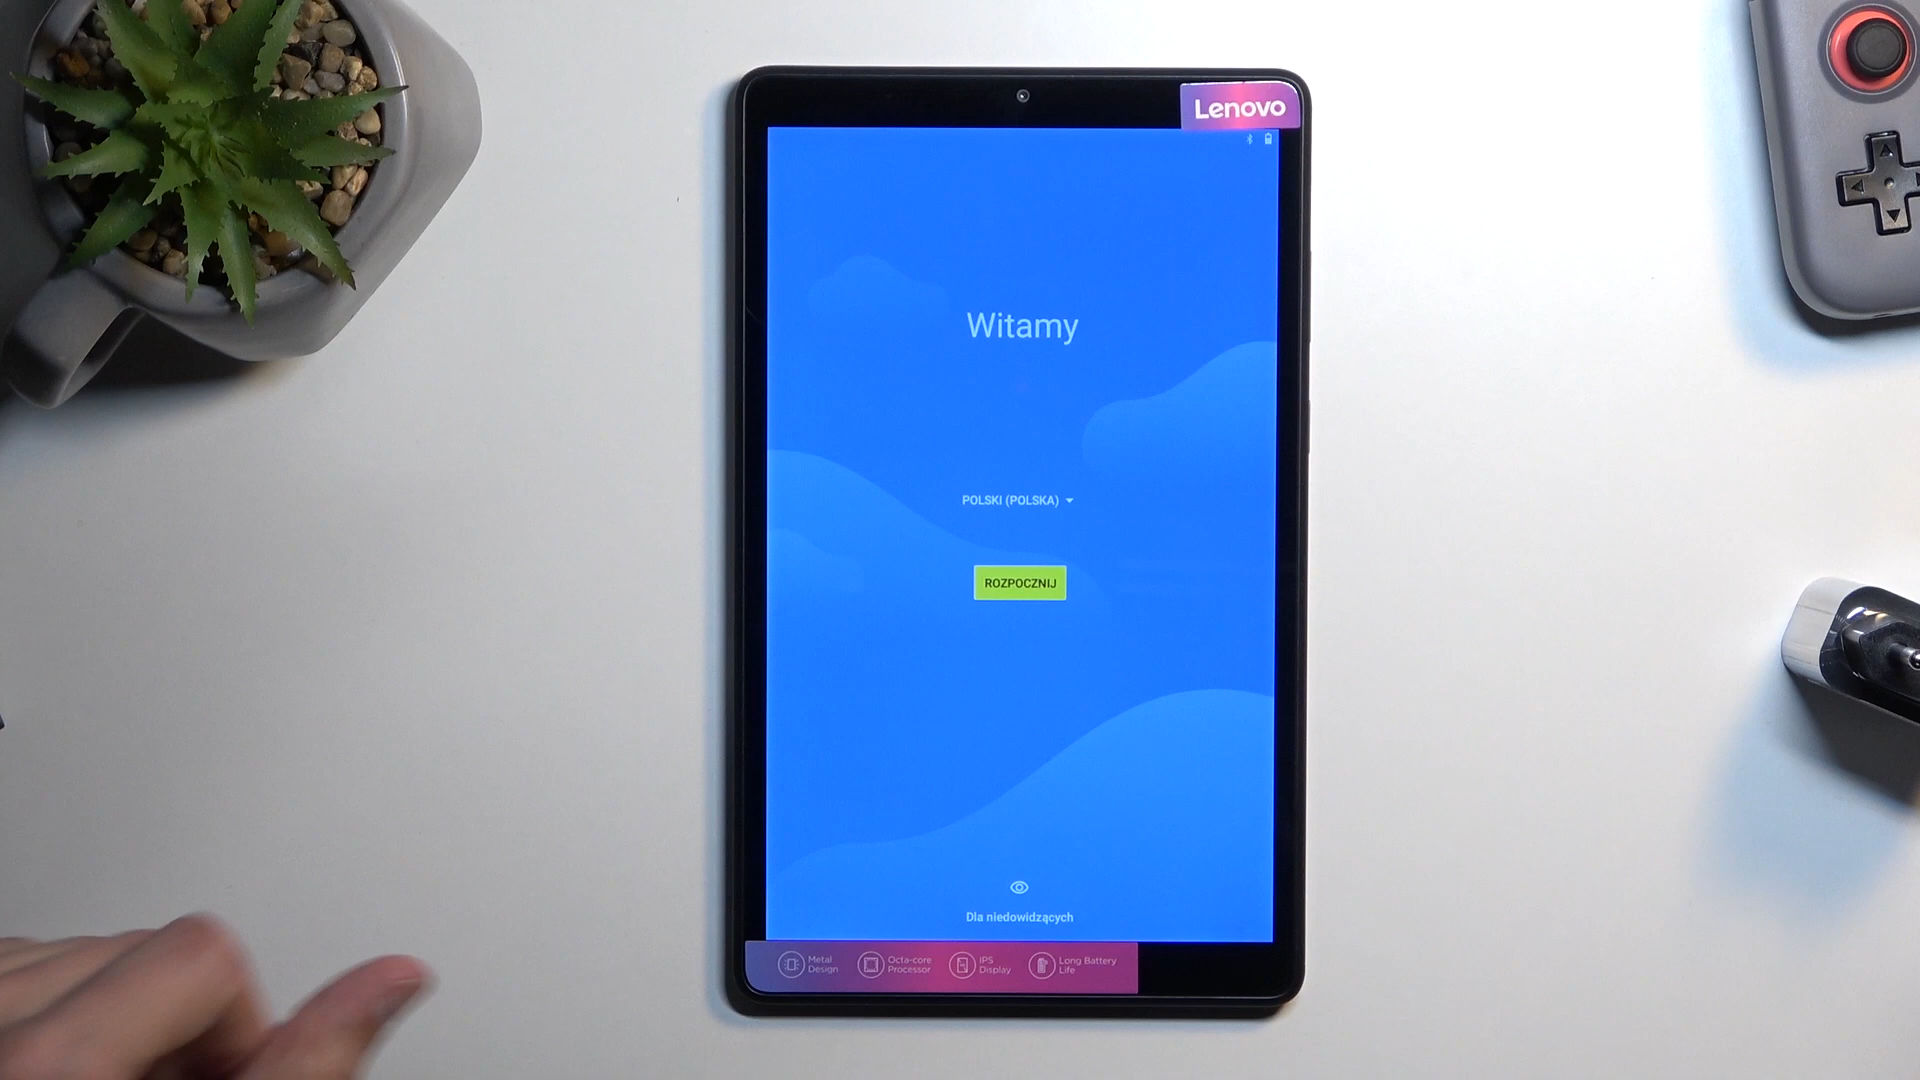 Lenovo
Witamy
POLSKI (POLSKA)
ROZPOCZNIJ
Dla niedowidzących
Metal
Design
Octa-core
Processor
IPS
Display
Long Battery
Life